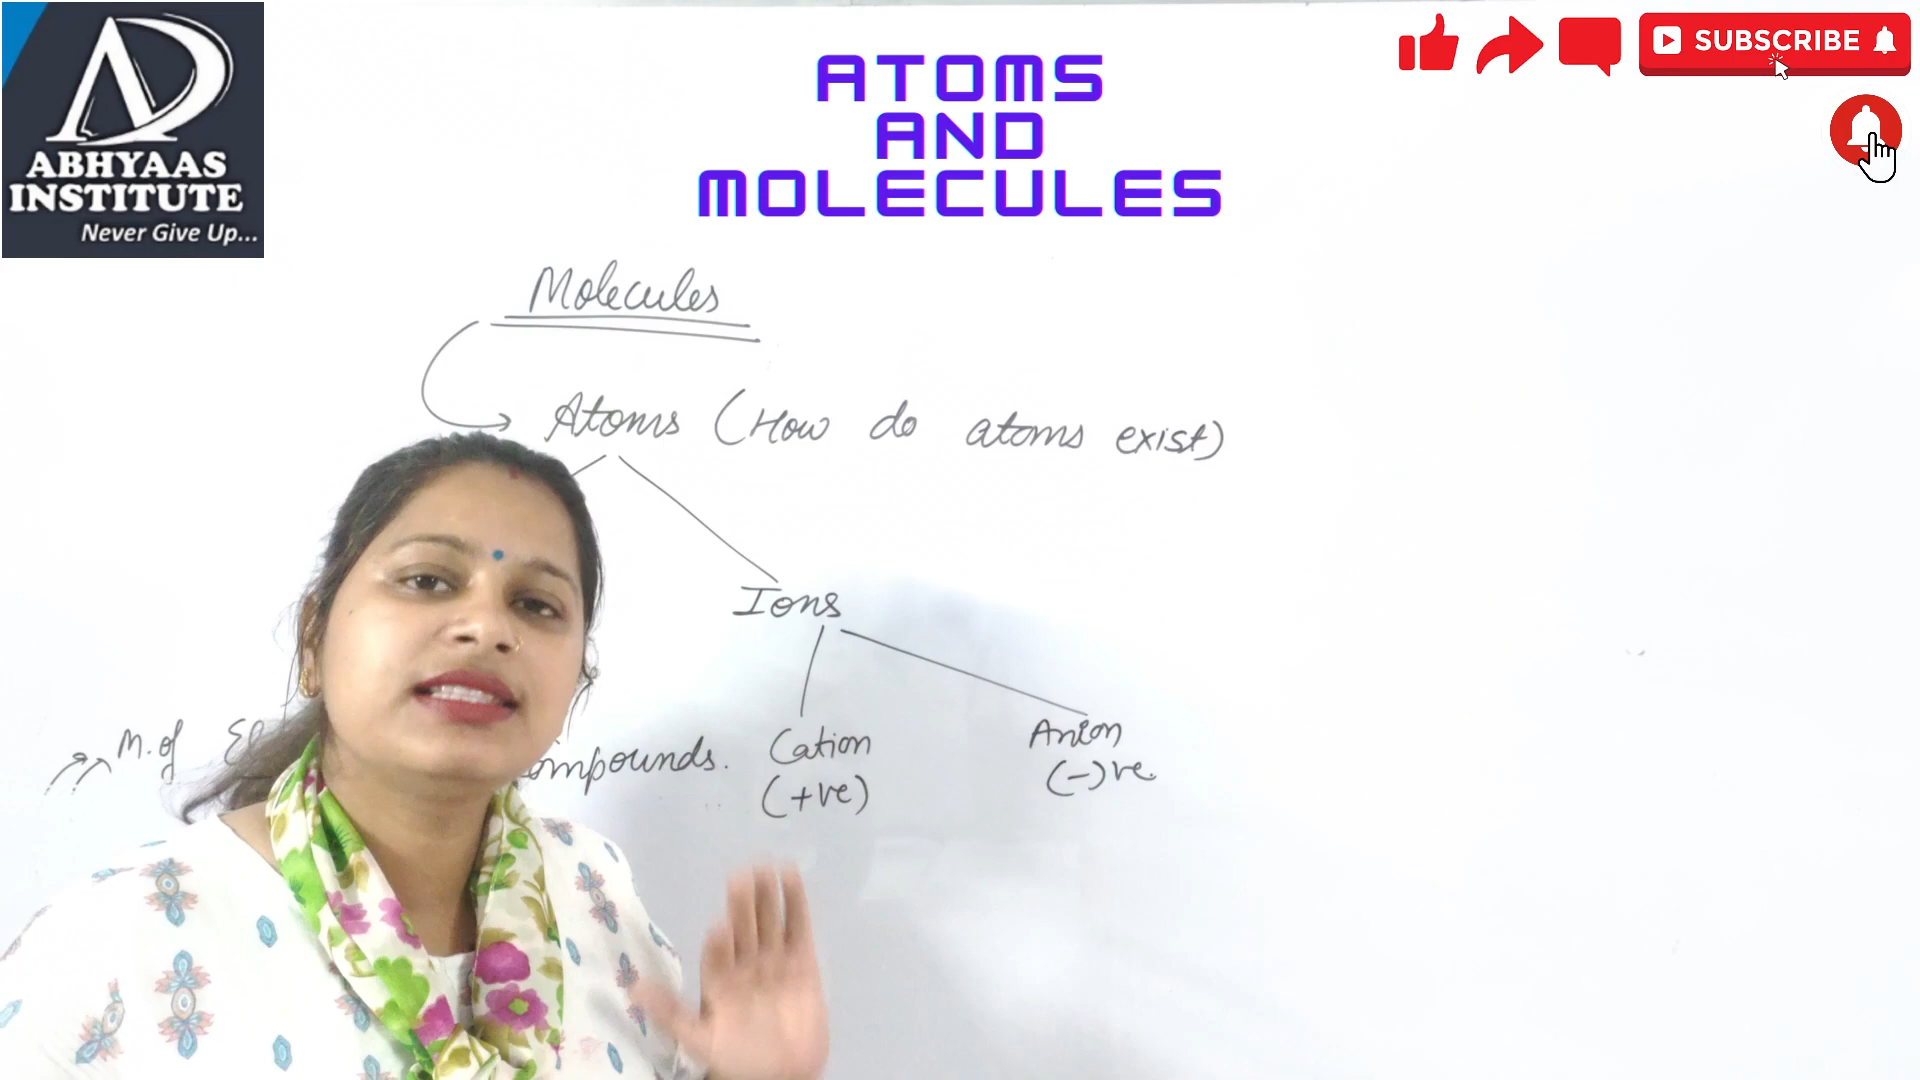 ABHYAAS
INSTITUTE
Never Give Up...
ATOMS
AND
MOLECULES
SUBSCRIBE
Molecules
Atoms (How do atoms exist)
Ions
M. of
ompounds.
Cation
(+ve)
Anion
(-)ve